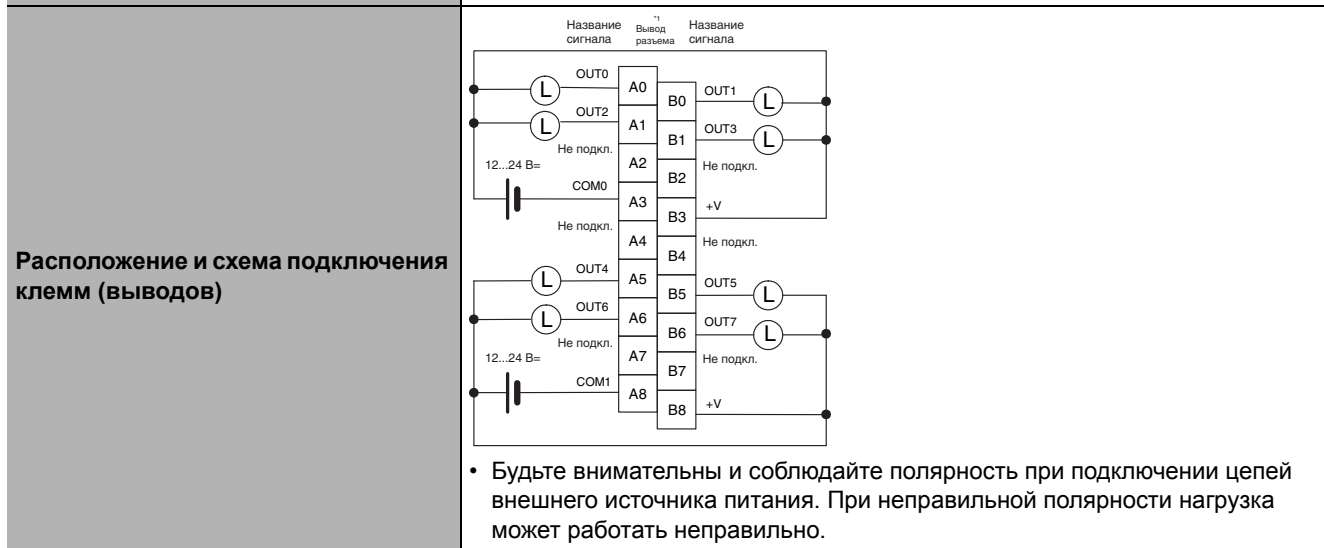 Расположение и схема подключения
клемм (выводов)
Название
сигнала
*1
Вывод
разъема
Название
сигнала
OUT0
A0
B0
OUT1
L
L
OUT2
A1
B1
OUT3
L
L
Не подкл.
A2
B2
Не подкл.
12...24 В=
COM0
A3
B3
+V
Не подкл.
A4
B4
Не подкл.
L
OUT4
A5
B5
OUT5
L
L
OUT6
A6
B6
OUT7
L
Не подкл.
A7
B7
Не подкл.
12...24 В=
COM1
A8
B8
+V
• Будьте внимательны и соблюдайте полярность при подключении цепей
внешнего источника питания. При неправильной полярности нагрузка
может работать неправильно.